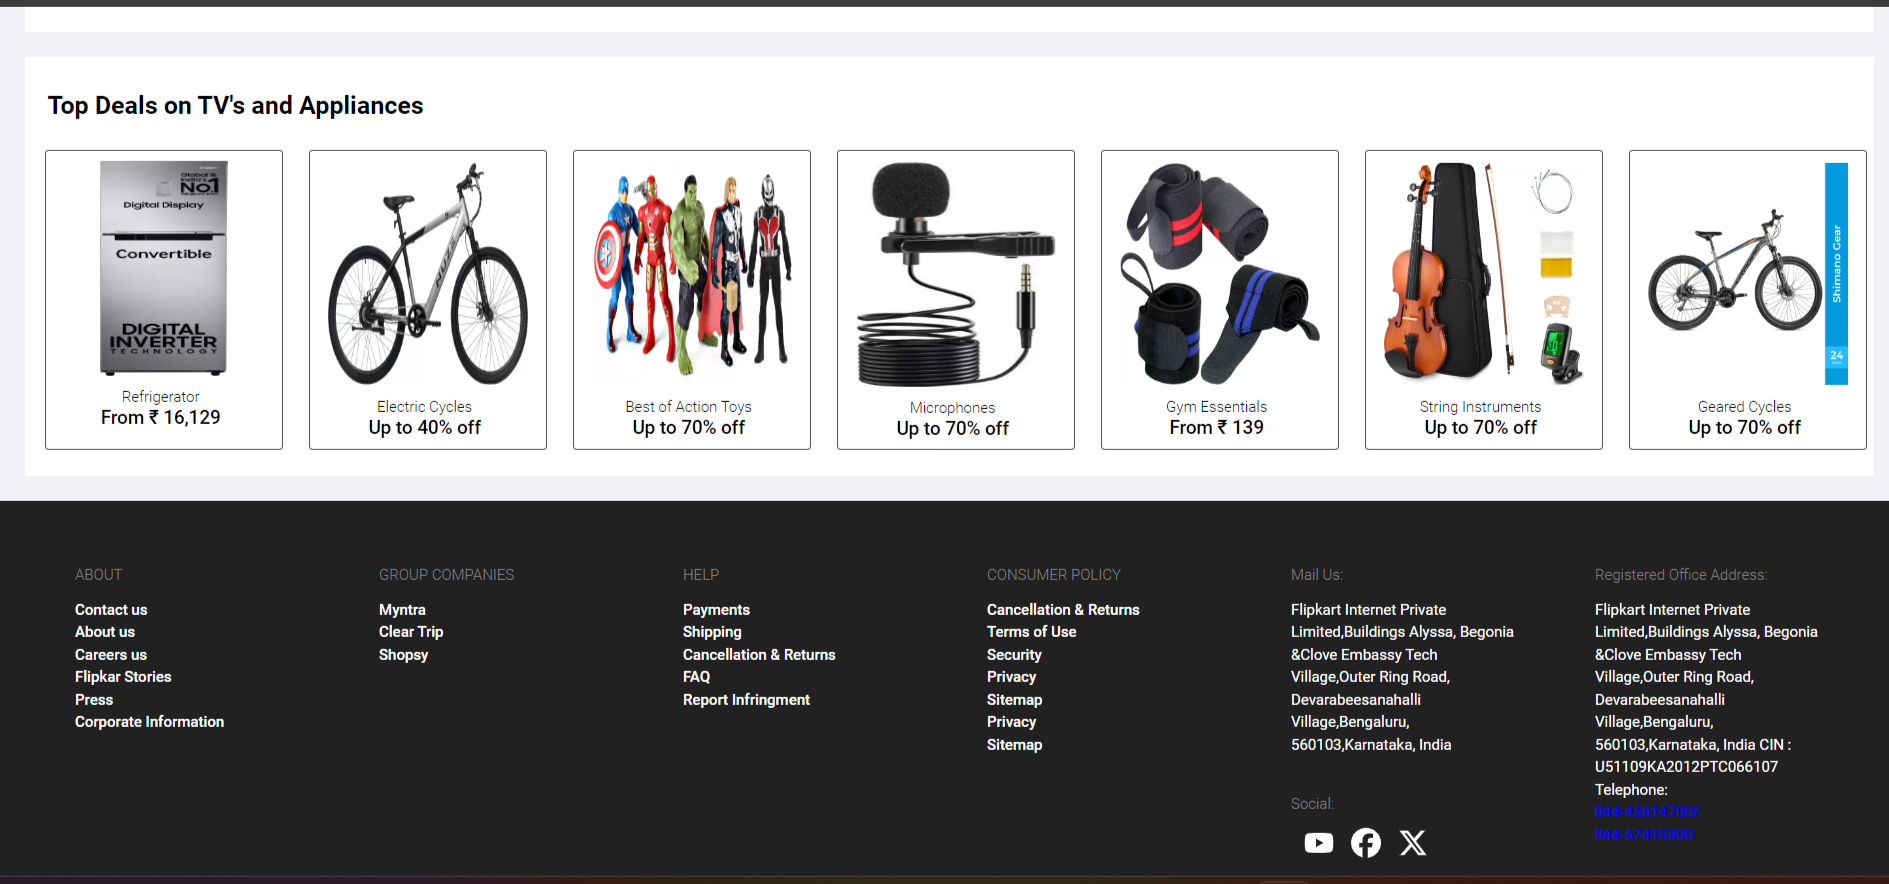 Top Deals on TV's and Appliances
Global &
India's
No.1
Digital Display
Convertible
DIGITAL
INVERTER
TECHNOLOGY
Refrigerator
From ₹ 16,129
Electric Cycles
Up to 40% off
Best of Action Toys
Up to 70% off
Microphones
Up to 70% off
Gym Essentials
From ₹ 139
String Instruments
Up to 70% off
Shimano Gear
24
Geared Cycles
Up to 70% off
ABOUT
Contact us
About us
Careers us
Flipkar Stories
Press
Corporate Information
GROUP COMPANIES
Myntra
Clear Trip
Shopsy
HELP
Payments
Shipping
Cancellation & Returns
FAQ
Report Infringment
CONSUMER POLICY
Cancellation & Returns
Terms of Use
Security
Privacy
Sitemap
Privacy
Sitemap
Mail Us:
Flipkart Internet Private
Limited,Buildings Alyssa, Begonia
&Clove Embassy Tech
Village,Outer Ring Road,
Devarabeesanahalli
Village,Bengaluru,
560103,Karnataka, India
Social:
Registered Office Address:
Flipkart Internet Private
Limited,Buildings Alyssa, Begonia
&Clove Embassy Tech
Village,Outer Ring Road,
Devarabeesanahalli
Village,Bengaluru,
560103,Karnataka, India CIN :
U51109KA2012PTC066107
Telephone:
044-45614700/
044-67415800